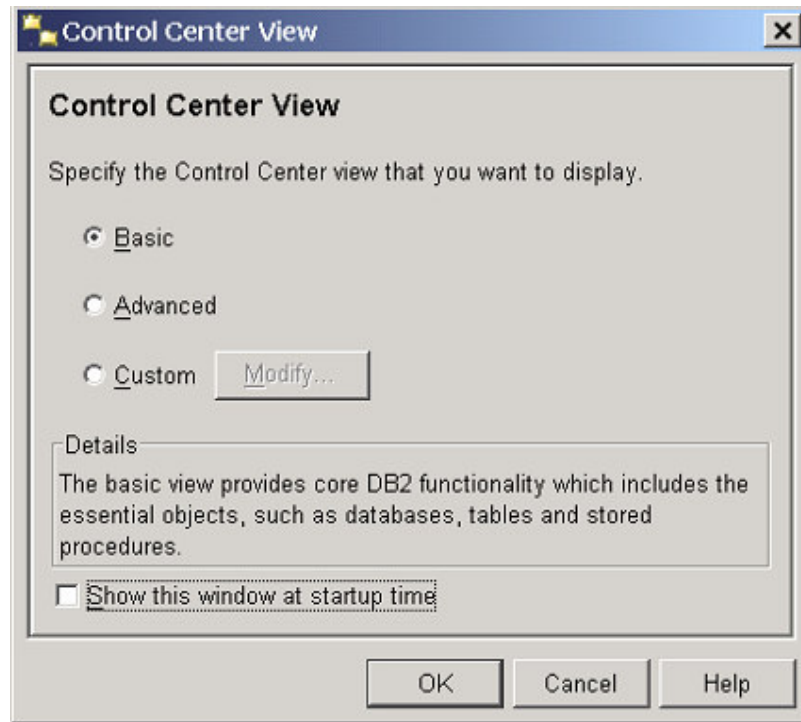 Control Center View
Control Center View
Specify the Control Center view that you want to display.
Basic
Advanced
Custom Modify...
Details
The basic view provides core DB2 functionality which includes the
essential objects, such as databases, tables and stored
procedures.
Show this window at startup time
OK Cancel Help